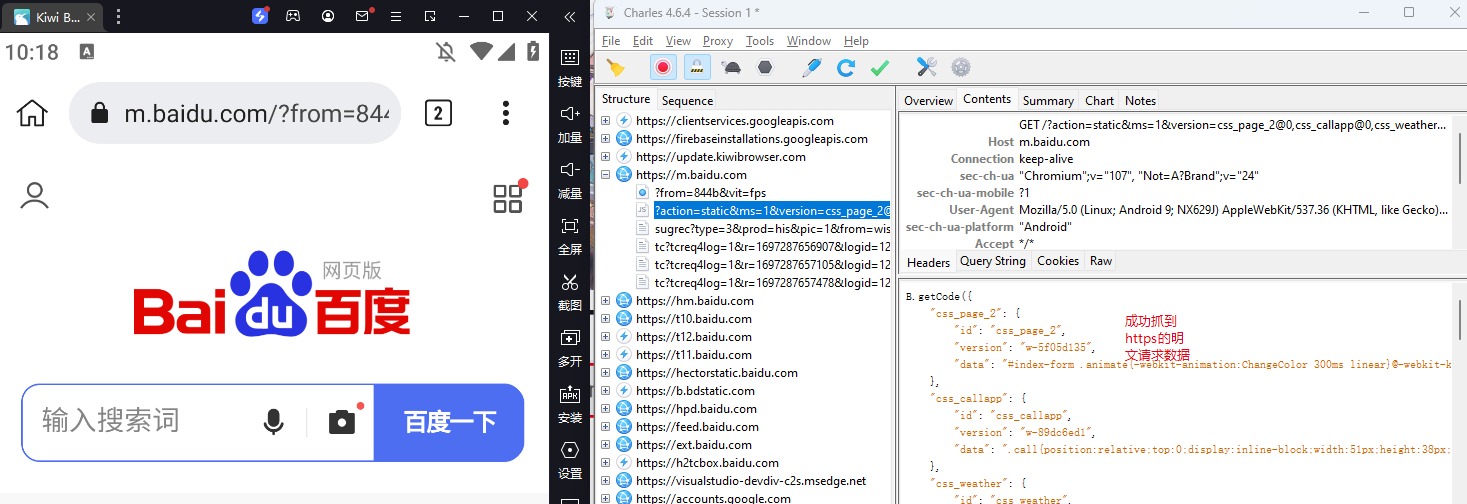 Kiwi B...
10:18
A
m.baidu.com/?from=844
2
网页版
Bai du 百度
输入搜索词
百度一下
按键
加量
减量
全屏
截图
多开
APK
安装
设置
Charles 4.6.4 - Session 1 *
File Edit View Proxy Tools Window Help
Structure Sequence
https://clientservices.googleapis.com
https://firebaseinstallations.googleapis.com
https://update.kiwibrowser.com
https://m.baidu.com
?from=844b&vit=fps
JS
?action=static&ms=1&version=css_page_2@
sugrec?type=3&prod=his&pic=1&from=wis
tc?tcreq4log=1&r=1697287656907&logid=12
tc?tcreq4log=1&r=1697287657105&logid=12
tc?tcreq4log=1&r=1697287657478&logid=12
https://hm.baidu.com
https://t10.baidu.com
https://t12.baidu.com
https://t11.baidu.com
https://hectorstatic.baidu.com
https://b.bdstatic.com
https://hpd.baidu.com
https://feed.baidu.com
https://ext.baidu.com
https://h2tcbox.baidu.com
https://visualstudio-devdiv-c2s.msedge.net
https://accounts.google.com
Overview Contents Summary Chart Notes
GET /?action=static&ms=1&version=css_page_2@0,css_callapp@0,css_weather...
Host m.baidu.com
Connection keep-alive
sec-ch-ua "Chromium";v="107", "Not=A?Brand";v="24"
sec-ch-ua-mobile ?1
User-Agent Mozilla/5.0 (Linux; Android 9; NX629J) AppleWebKit/537.36 (KHTML, like Gecko)...
sec-ch-ua-platform "Android"
Accept */*
Headers Query String Cookies Raw
B.getCode({
"css_page_2": {
"id": "css_page_2",
"version": "w-5f05d135",
"data": "#index-form .animate{-webkit-animation:ChangeColor 300ms linear}@-webkit-k
},
"css_callapp": {
"id": "css_callapp",
"version": "w-89dc6ed1",
"data": ".call{position:relative;top:0;display:inline-block;width:51px;height:38px;
},
"css_weather": {
"id": "css_weather",
成功抓到
https的明
文请求数据